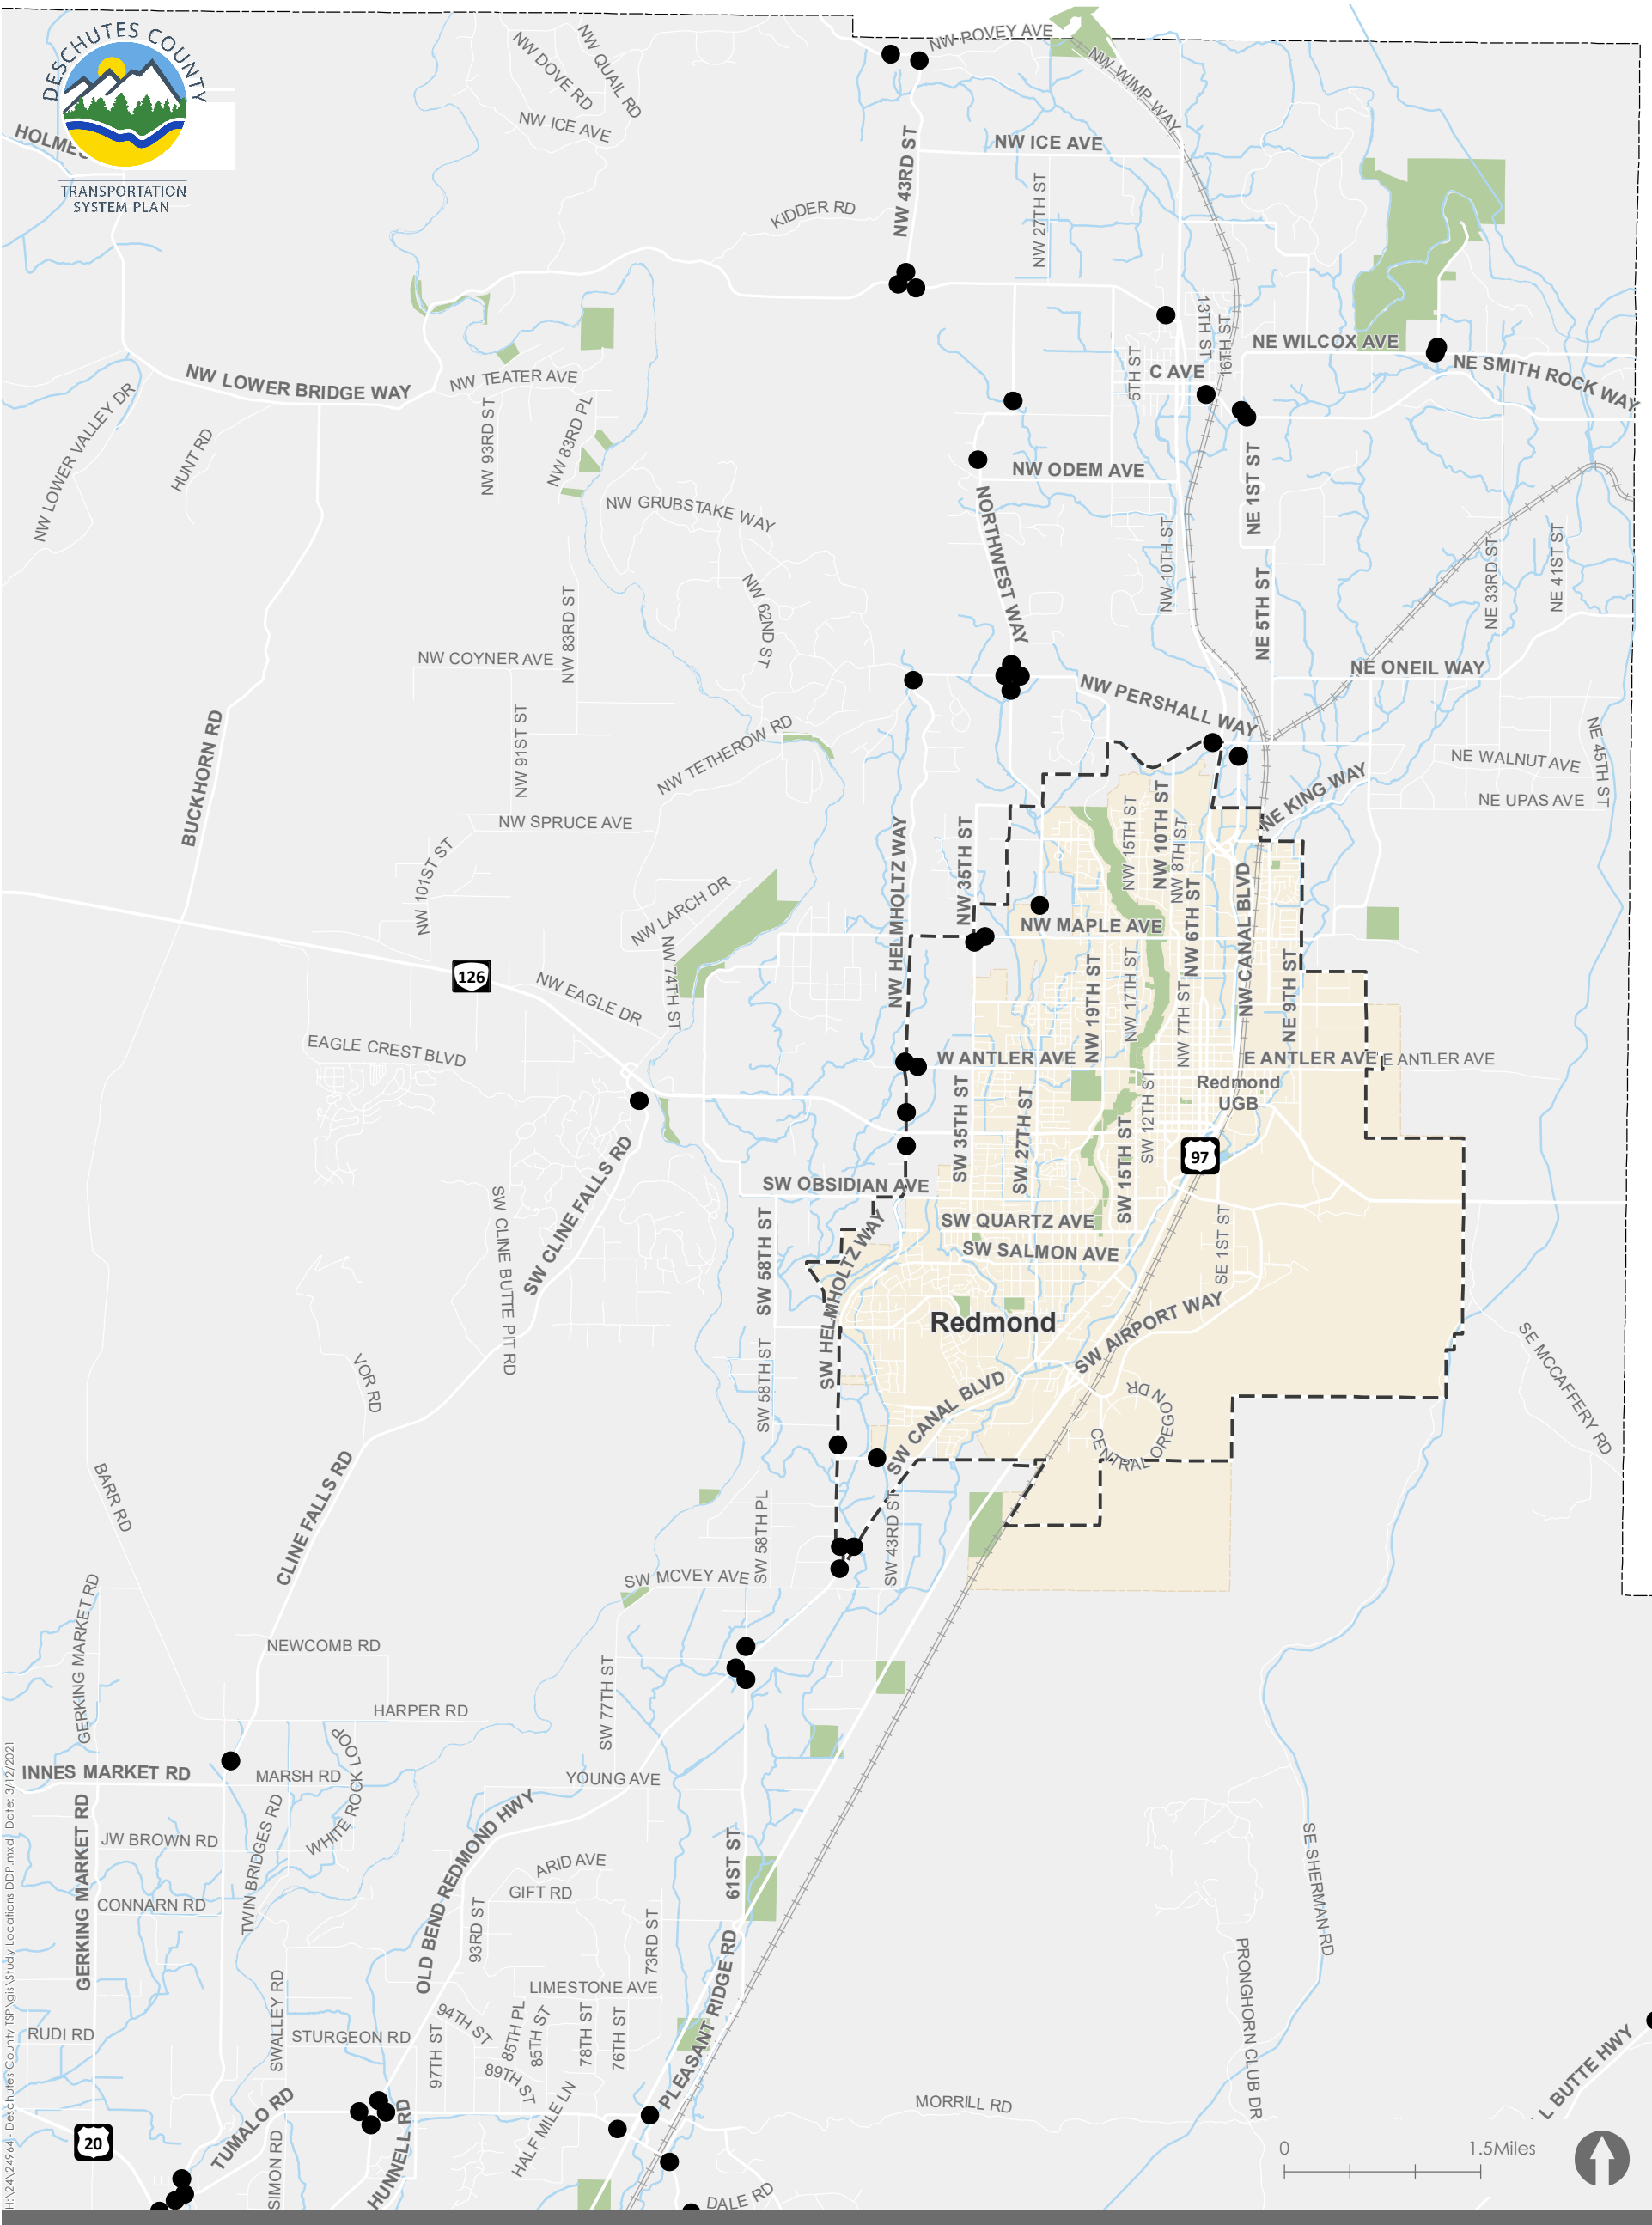 DESCHUTES COUNTY
TRANSPORTATION
SYSTEM PLAN
NW POVEY AVE
NW WIMP WAY
NW DOVE RD
NW QUAIL RD
NW ICE AVE
NW ICE AVE
NW 43RD ST
NW 27TH ST
KIDDER RD
13TH ST
16TH ST
NE WILCOX AVE
NE SMITH ROCK WAY
5TH ST
C AVE
NW LOWER BRIDGE WAY
NW TEATER AVE
NW LOWER VALLEY DR
HUNT RD
NW 93RD ST
NW 83RD PL
NW ODEM AVE
NE 1ST ST
NW GRUBSTAKE WAY
NORTHWEST WAY
NW 10TH ST
NE 5TH ST
NE 33RD ST
NE 41ST ST
NW 62ND ST
NW 83RD ST
NW COYNER AVE
NE ONEIL WAY
NW PERSHALL WAY
BUCKHORN RD
NW 91ST ST
NW TETHEROW RD
NE WALNUT AVE
NE 45TH ST
NE UPAS AVE
NE KING WAY
NW SPRUCE AVE
NW 101ST ST
NW LARCH DR
NW HELMHOLTZ WAY
NW 35TH ST
NW 15TH ST
NW 10TH ST
NW 8TH ST
NW 6TH ST
NW CANAL BLVD
NW MAPLE AVE
126
NW EAGLE DR
NW 74TH ST
NW 19TH ST
NW 17TH ST
NW 7TH ST
NE 9TH ST
EAGLE CREST BLVD
W ANTLER AVE
E ANTLER AVE
E ANTLER AVE
Redmond
UGB
SW 35TH ST
SW 27TH ST
SW 15TH ST
SW 12TH ST
97
SW CLINE FALLS RD
SW CLINE BUTTE PIT RD
SW OBSIDIAN AVE
SW 58TH ST
SW HELMHOLTZ WAY
SW QUARTZ AVE
SW SALMON AVE
SE 1ST ST
Redmond
SW AIRPORT WAY
SE MCCAFFERY RD
VOR RD
SW 58TH ST
SW CANAL BLVD
CENTRAL OREGON DR
BARR RD
CLINE FALLS RD
SW 58TH PL
SW 43RD ST
SW MCVEY AVE
GERKING MARKET RD
NEWCOMB RD
SW 77TH ST
HARPER RD
INNES MARKET RD
MARSH RD
WHITE ROCK LOOP
YOUNG AVE
JW BROWN RD
TWIN BRIDGES RD
OLD BEND REDMOND HWY
ARID AVE
GIFT RD
61ST ST
SE SHERMAN RD
GERKING MARKET RD
CONNARN RD
93RD ST
73RD ST
LIMESTONE AVE
PLEASANT RIDGE RD
PRONGHORN CLUB DR
RUDI RD
SWALLEY RD
STURGEON RD
94TH ST
85TH PL
85TH ST
78TH ST
76TH ST
97TH ST
89TH ST
HALF MILE LN
MORRILL RD
L BUTTE HWY
20
TUMALO RD
SIMON RD
HUNNELL RD
DALE RD
0
1.5Miles
H:\24\24964 - Deschutes County TSP\gis\Study Locations DDP.mxd Date: 3/12/2021